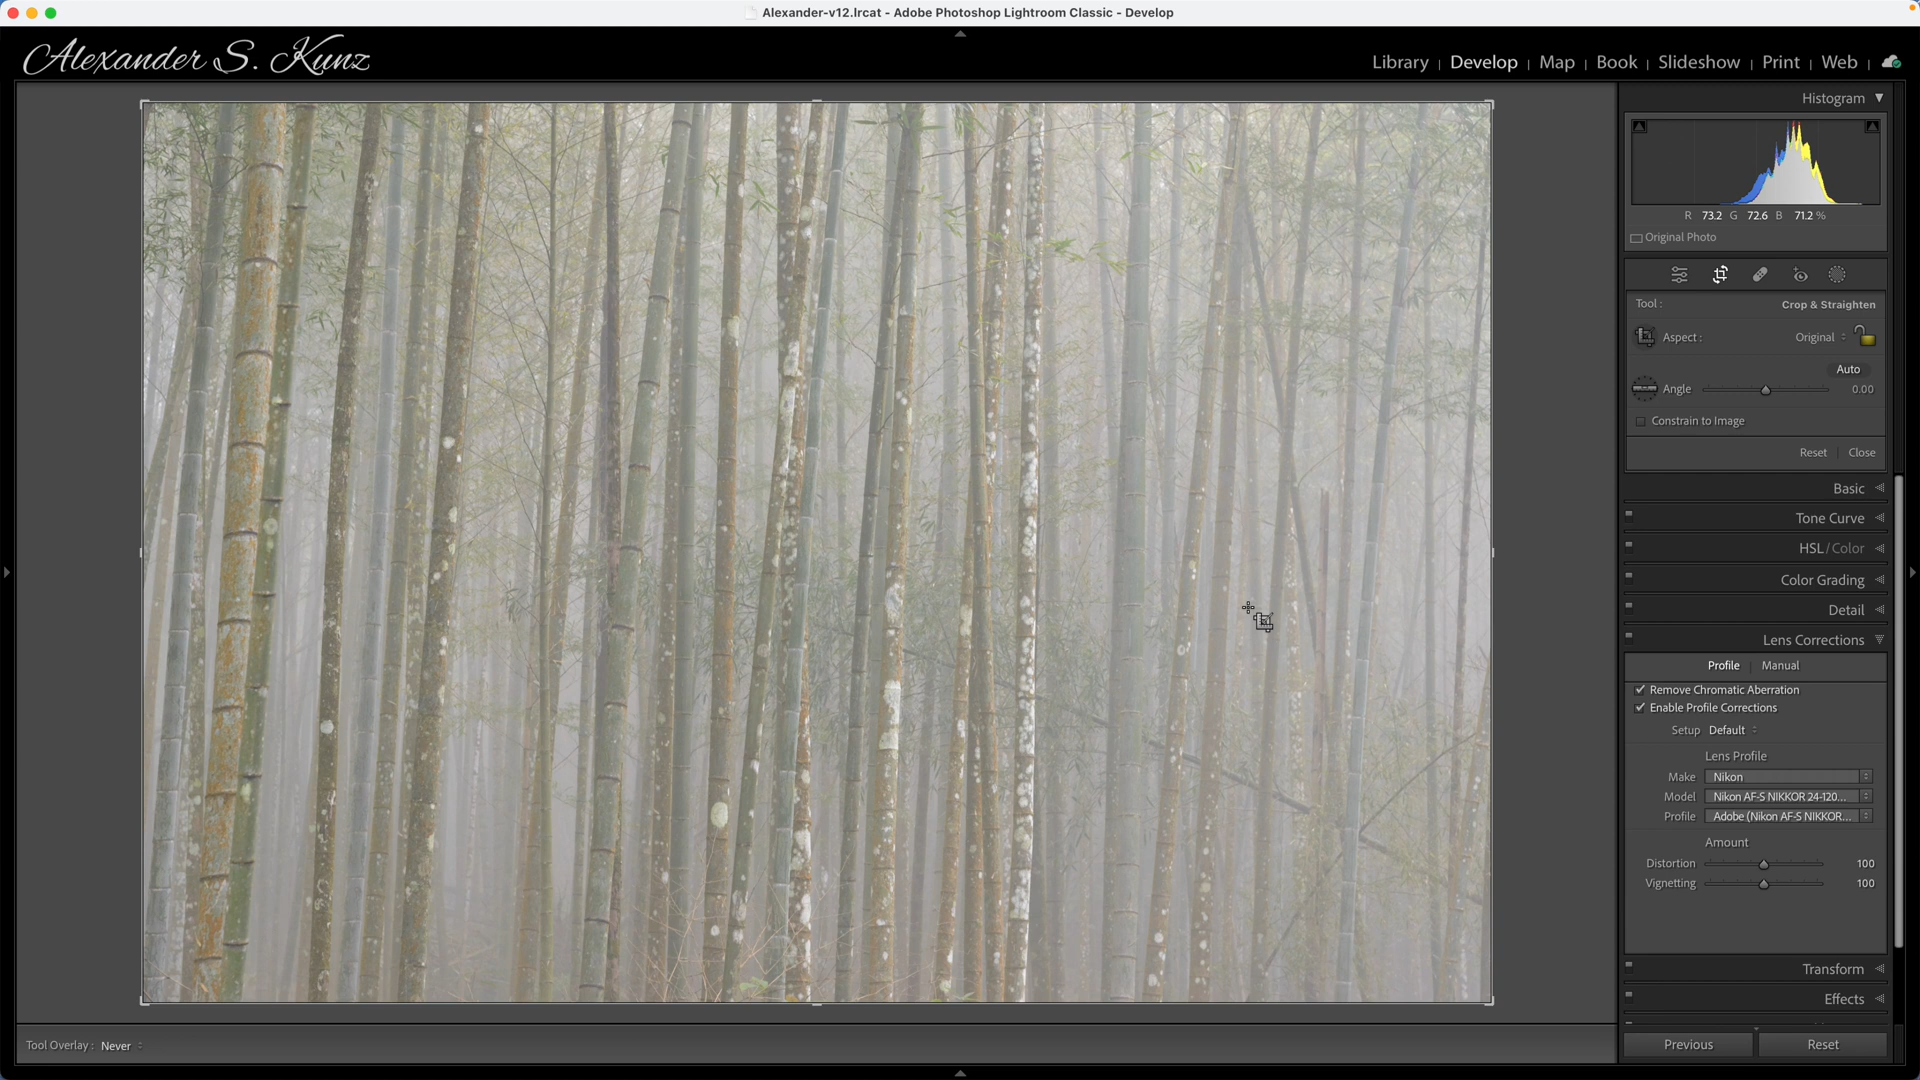 Alexander-v12.lrcat - Adobe Photoshop Lightroom Classic - Develop
Alexander S. Kunz
Library | Develop | Map | Book | Slideshow | Print | Web |
Histogram
R 73.2 G 72.6 B 71.2 %
Original Photo
Tool : Crop & Straighten
Aspect : Original
Auto
Angle 0.00
Constrain to Image
Reset Close
Basic
Tone Curve
HSL / Color
Color Grading
Detail
Lens Corrections
Profile Manual
Remove Chromatic Aberration
Enable Profile Corrections
Setup Default
Lens Profile
Make Nikon
Model Nikon AF-S NIKKOR 24-120...
Profile Adobe (Nikon AF-S NIKKOR...
Amount
Distortion 100
Vignetting 100
Transform
Effects
Tool Overlay : Never
Previous Reset